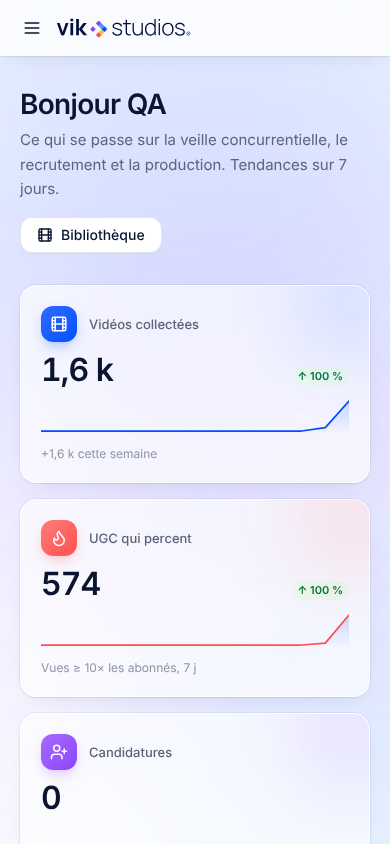 vik studios®
Bonjour QA
Ce qui se passe sur la veille concurrentielle, le
recrutement et la production. Tendances sur 7
jours.
Bibliothèque
Vidéos collectées
1,6 k
↑ 100 %
+1,6 k cette semaine
UGC qui percent
574
↑ 100 %
Vues ≥ 10× les abonnés, 7 j
Candidatures
0